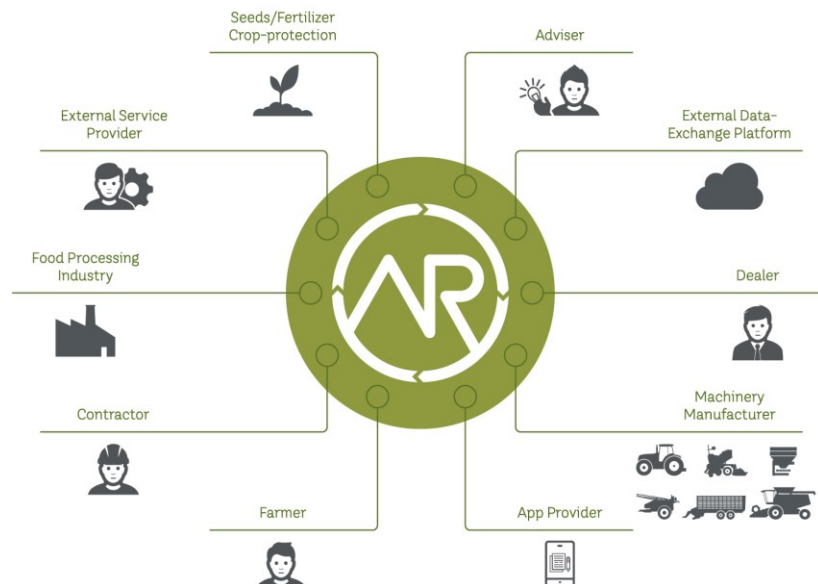 Seeds/Fertilizer
Crop-protection
Adviser
External Service
Provider
External Data-
Exchange Platform
Food Processing
Industry
AR
Dealer
Contractor
Machinery
Manufacturer
Farmer
App Provider